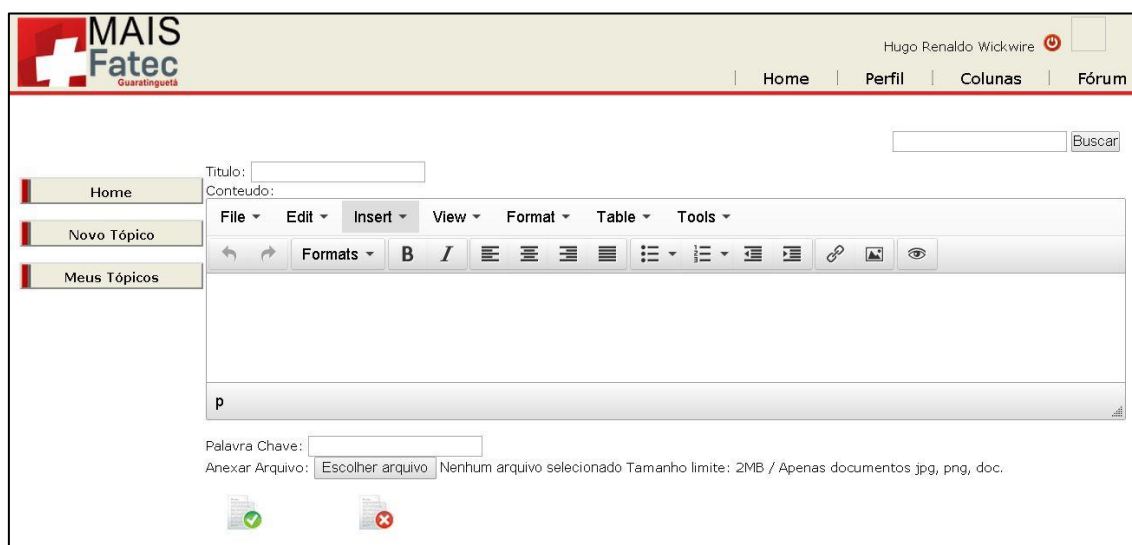 MAIS
Fatec
Guaratinguetá
Hugo Renaldo Wickwire
Home Perfil Colunas Fórum
Buscar
Titulo:
Home
Conteudo:
File Edit Insert View Format Table Tools
Novo Tópico
Formats B I
Meus Tópicos
p
Palavra Chave:
Anexar Arquivo: Escolher arquivo Nenhum arquivo selecionado Tamanho limite: 2MB / Apenas documentos jpg, png, doc.